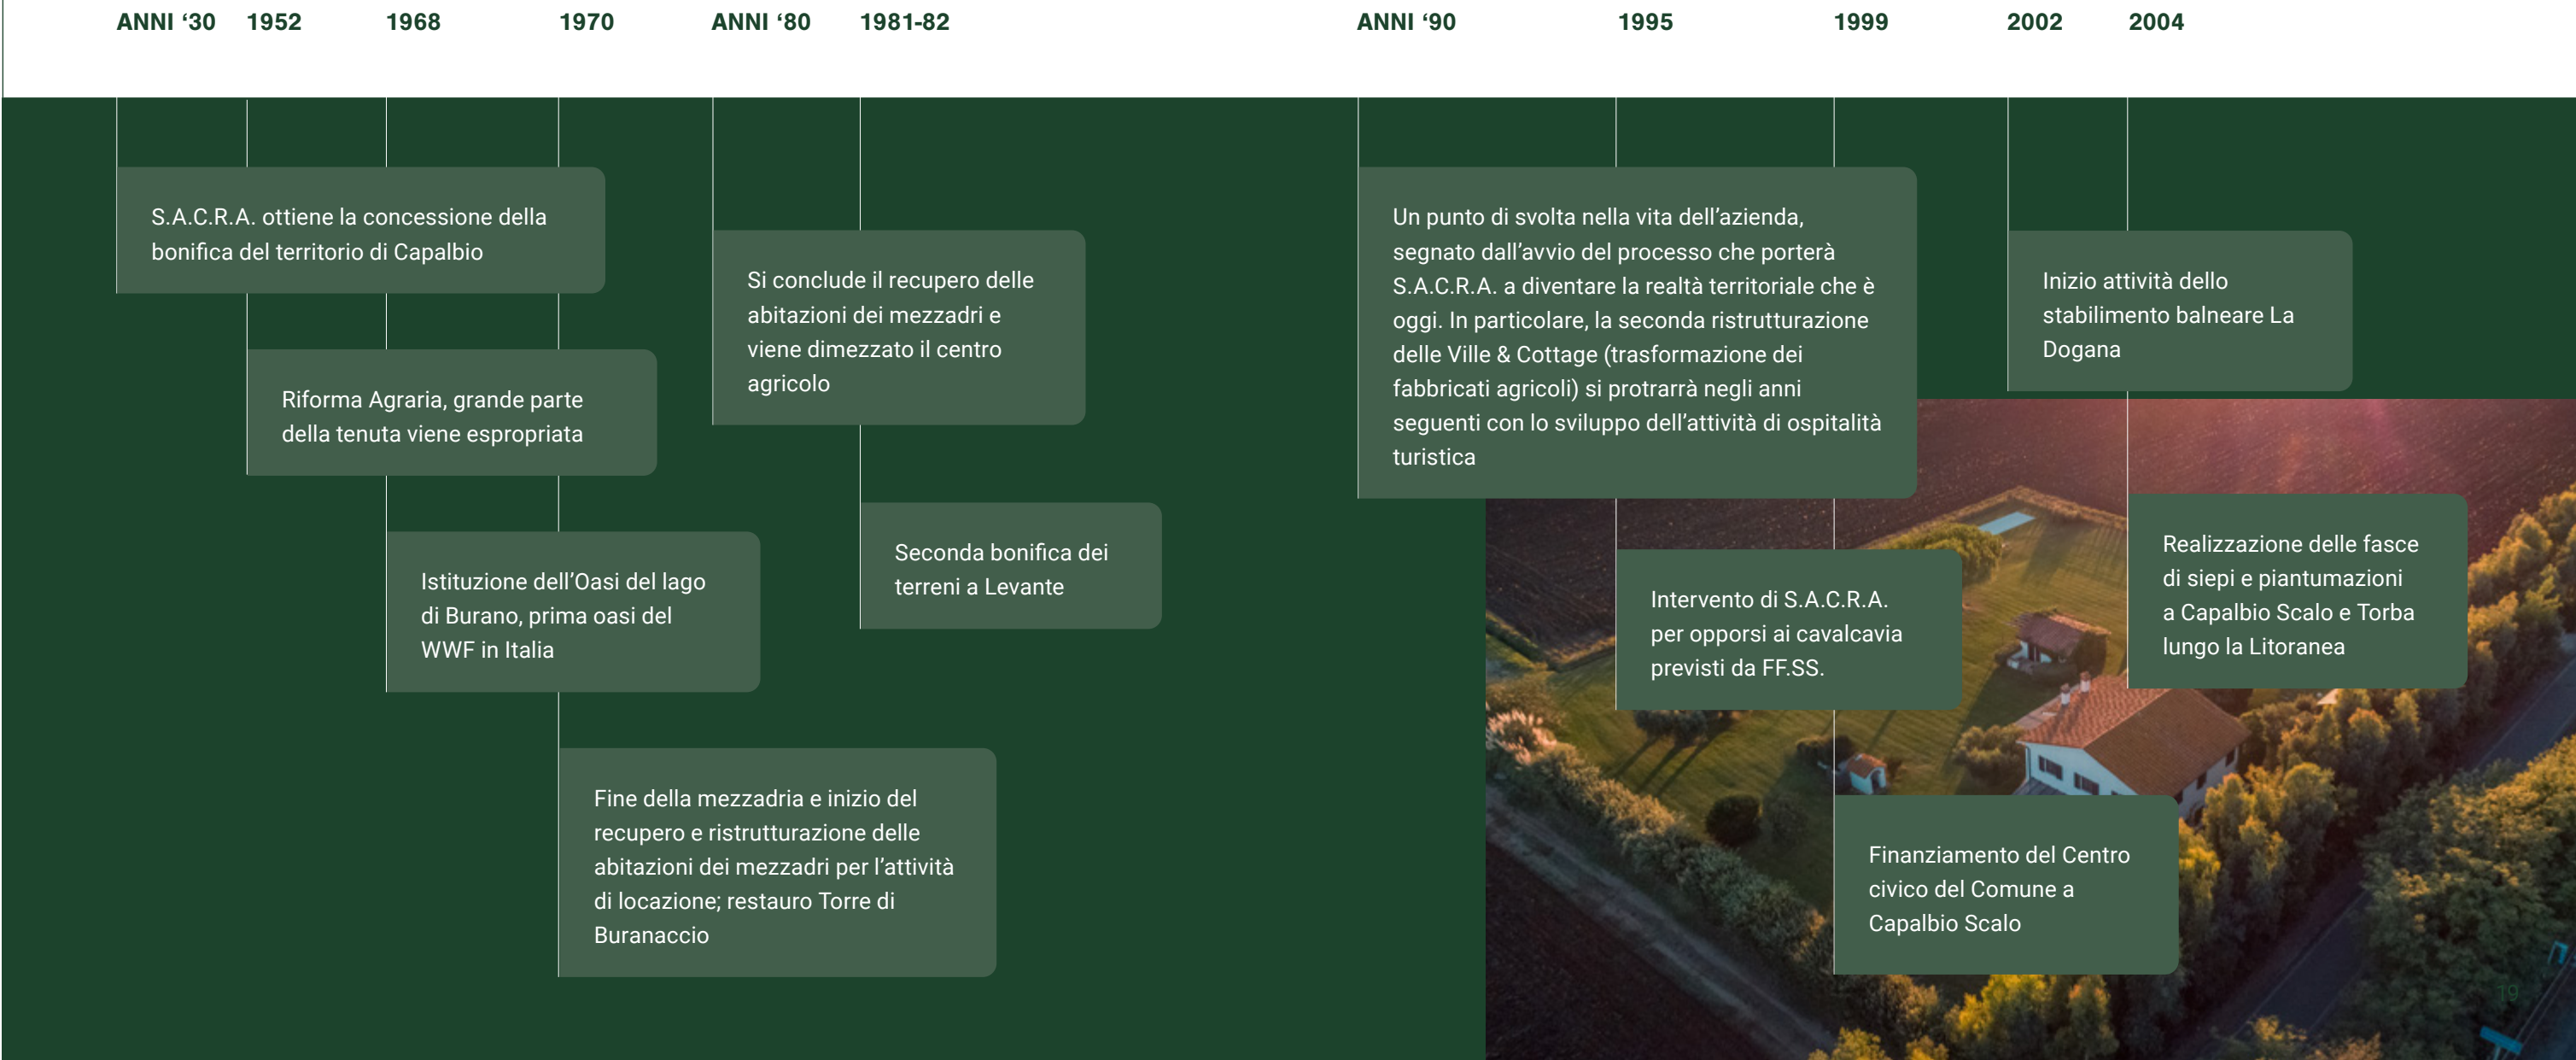 ANNI ‘30
1952
1968
1970
ANNI ‘80
1981-82
ANNI ‘90
1995
1999
2002
2004
S.A.C.R.A. ottiene la concessione della
bonifica del territorio di Capalbio
Riforma Agraria, grande parte
della tenuta viene espropriata
Istituzione dell’Oasi del lago
di Burano, prima oasi del
WWF in Italia
Fine della mezzadria e inizio del
recupero e ristrutturazione delle
abitazioni dei mezzadri per l’attività
di locazione; restauro Torre di
Buranaccio
Si conclude il recupero delle
abitazioni dei mezzadri e
viene dimezzato il centro
agricolo
Seconda bonifica dei
terreni a Levante
Un punto di svolta nella vita dell’azienda,
segnato dall’avvio del processo che porterà
S.A.C.R.A. a diventare la realtà territoriale che è
oggi. In particolare, la seconda ristrutturazione
delle Ville & Cottage (trasformazione dei
fabbricati agricoli) si protrarrà negli anni
seguenti con lo sviluppo dell’attività di ospitalità
turistica
Intervento di S.A.C.R.A.
per opporsi ai cavalcavia
previsti da FF.SS.
Finanziamento del Centro
civico del Comune a
Capalbio Scalo
Inizio attività dello
stabilimento balneare La
Dogana
Realizzazione delle fasce
di siepi e piantumazioni
a Capalbio Scalo e Torba
lungo la Litoranea
19